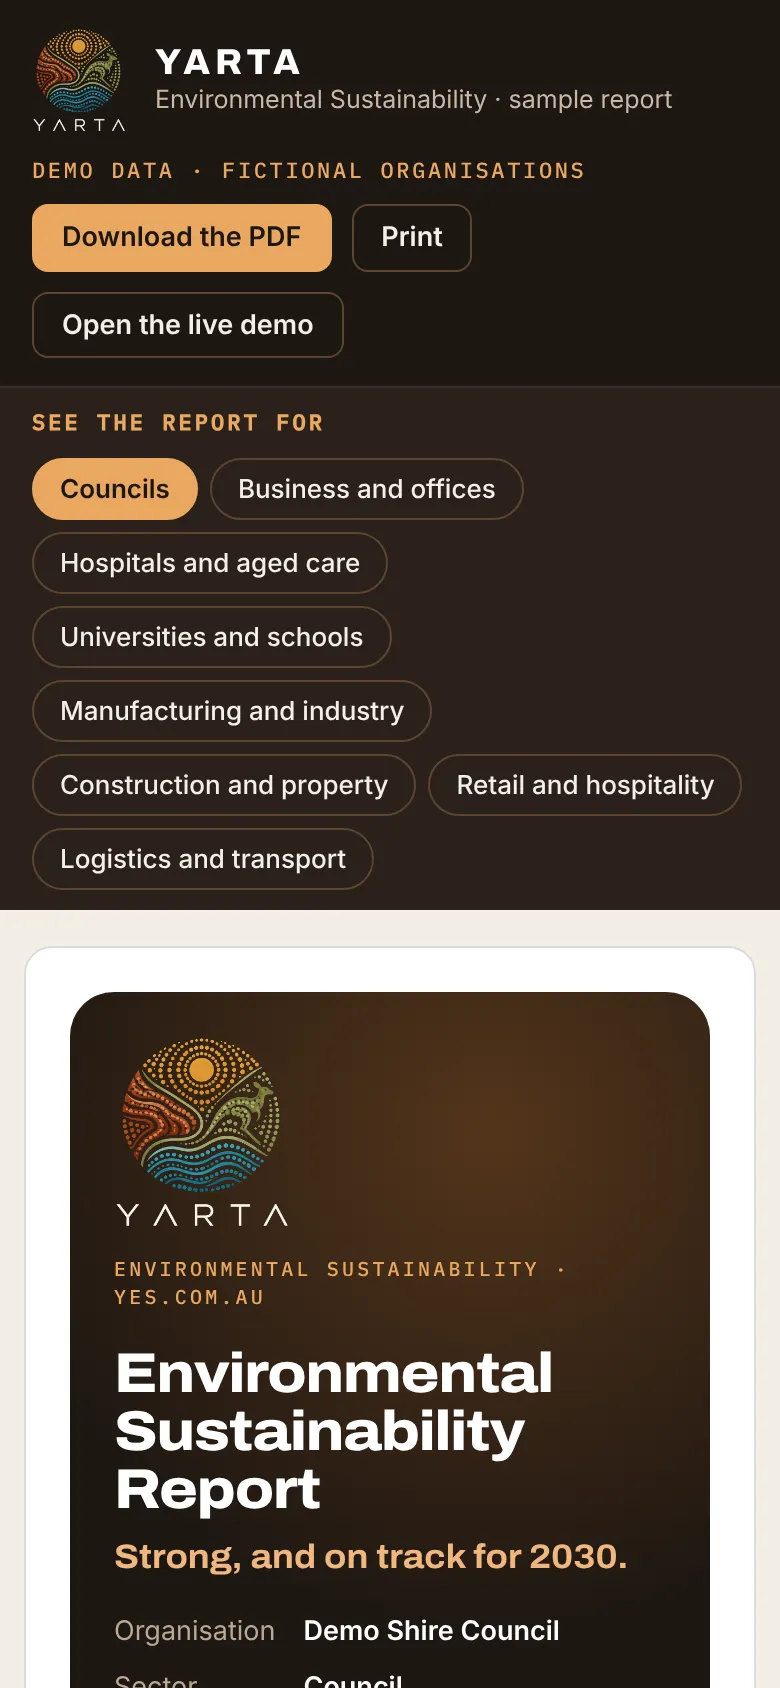 YARTA
YARTA
Environmental Sustainability · sample report
DEMO DATA · FICTIONAL ORGANISATIONS
Download the PDF
Print
Open the live demo
SEE THE REPORT FOR
Councils
Business and offices
Hospitals and aged care
Universities and schools
Manufacturing and industry
Construction and property
Retail and hospitality
Logistics and transport
YARTA
ENVIRONMENTAL SUSTAINABILITY ·
YES.COM.AU
Environmental
Sustainability
Report
Strong, and on track for 2030.
Organisation Demo Shire Council
Sector Council